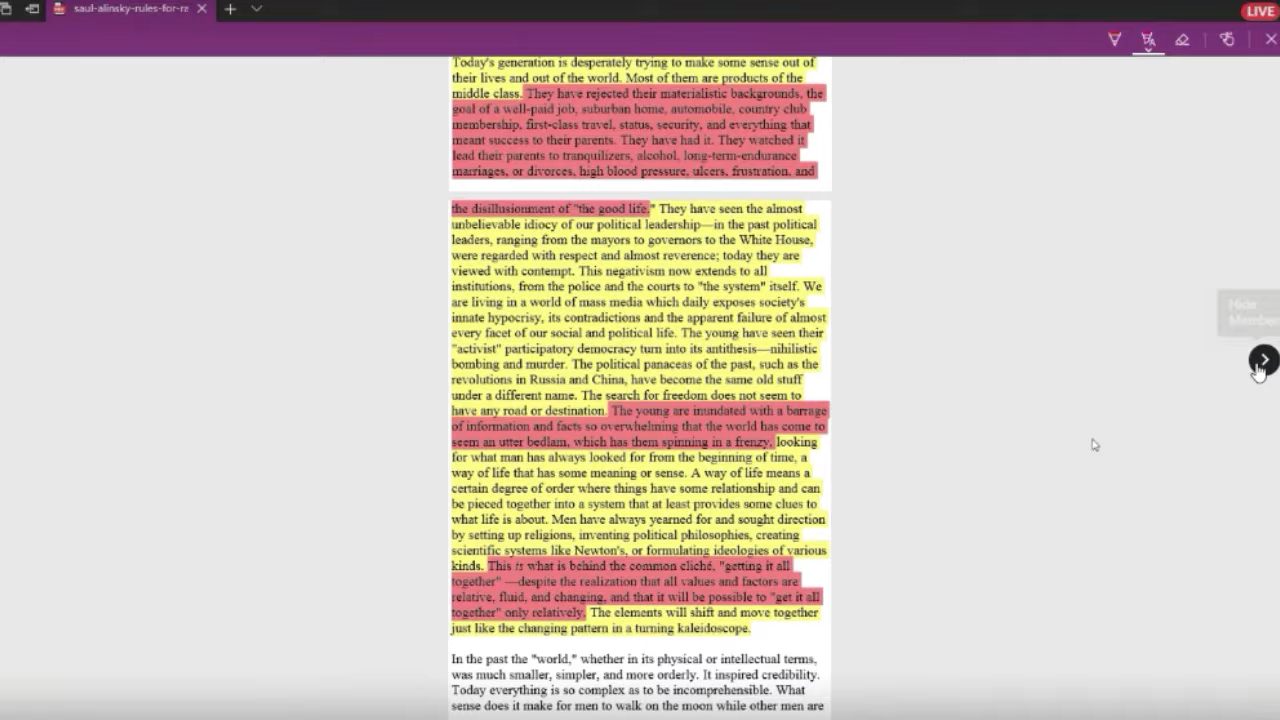 saul-alinsky-rules-for-ra
LIVE
Today's generation is desperately trying to make some sense out of
their lives and out of the world. Most of them are products of the
middle class. They have rejected their materialistic backgrounds, the
goal of a well-paid job, suburban home, automobile, country club
membership, first-class travel, status, security, and everything that
meant success to their parents. They have had it. They watched it
lead their parents to tranquilizers, alcohol, long-term-endurance
marriages, or divorces, high blood pressure, ulcers, frustration, and
the disillusionment of "the good life." They have seen the almost
unbelievable idiocy of our political leadership—in the past political
leaders, ranging from the mayors to governors to the White House,
were regarded with respect and almost reverence; today they are
viewed with contempt. This negativism now extends to all
institutions, from the police and the courts to "the system" itself. We
are living in a world of mass media which daily exposes society's
innate hypocrisy, its contradictions and the apparent failure of almost
every facet of our social and political life. The young have seen their
"activist" participatory democracy turn into its antithesis—nihilistic
bombing and murder. The political panaceas of the past, such as the
revolutions in Russia and China, have become the same old stuff
under a different name. The search for freedom does not seem to
have any road or destination. The young are inundated with a barrage
of information and facts so overwhelming that the world has come to
seem an utter bedlam, which has them spinning in a frenzy, looking
for what man has always looked for from the beginning of time, a
way of life that has some meaning or sense. A way of life means a
certain degree of order where things have some relationship and can
be pieced together into a system that at least provides some clues to
what life is about. Men have always yearned for and sought direction
by setting up religions, inventing political philosophies, creating
scientific systems like Newton's, or formulating ideologies of various
kinds. This is what is behind the common cliché, "getting it all
together" —despite the realization that all values and factors are
relative, fluid, and changing, and that it will be possible to "get it all
together" only relatively. The elements will shift and move together
just like the changing pattern in a turning kaleidoscope.
In the past the "world," whether in its physical or intellectual terms,
was much smaller, simpler, and more orderly. It inspired credibility.
Today everything is so complex as to be incomprehensible. What
sense does it make for men to walk on the moon while other men are
Hide